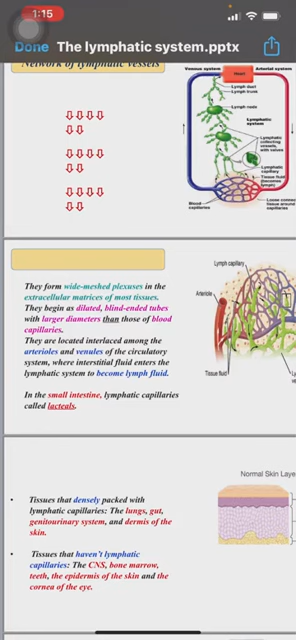 1:15
Done The lymphatic system.pptx
Network of lymphatic vessels
Venous system
Arterial system
Heart
Lymph duct
Lymph trunk
Lymph node
Lymphatic
system
Lymphatic
collecting
vessels,
with valves
Lymphatic
capillary
Tissue fluid
(becomes
lymph)
Blood
capillaries
Loose connec
tissue around
capillaries
They form wide-meshed plexuses in the
extracellular matrices of most tissues.
They begin as dilated, blind-ended tubes
with larger diameters than those of blood
capillaries.
They are located interlaced among the
arterioles and venules of the circulatory
system, where interstitial fluid enters the
lymphatic system to become lymph fluid.
In the small intestine, lymphatic capillaries
called lacteals.
Lymph capillary
Arteriole
Tissue fluid
• Tissues that densely packed with
lymphatic capillaries: The lungs, gut,
genitourinary system, and dermis of the
skin.
• Tissues that haven't lymphatic
capillaries: The CNS, bone marrow,
teeth, the epidermis of the skin and the
cornea of the eye.
Normal Skin Laye